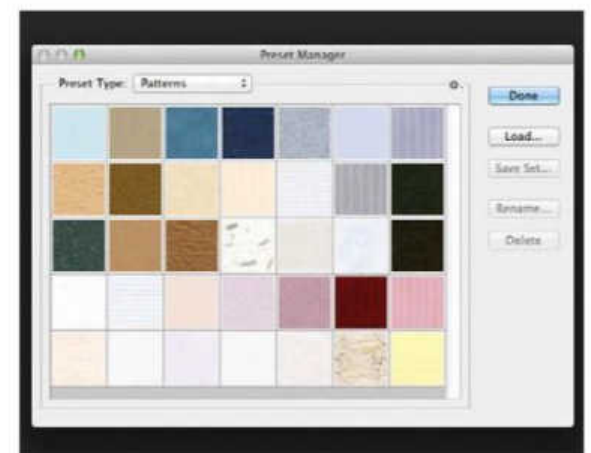 Preset Manager
Preset Type: Patterns
Done
Load...
Save Set...
Rename...
Delete